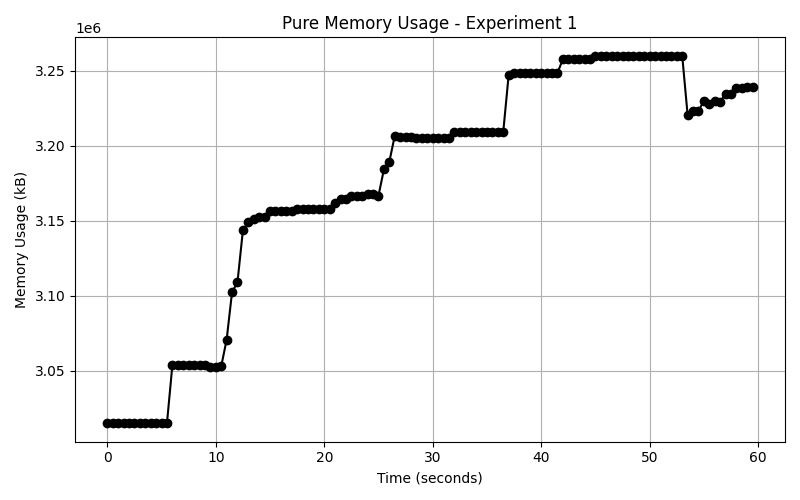 Pure Memory Usage - Experiment 1
1e6
3.25
3.20
3.15
3.10
3.05
Memory Usage (kB)
0 10 20 30 40 50 60
Time (seconds)